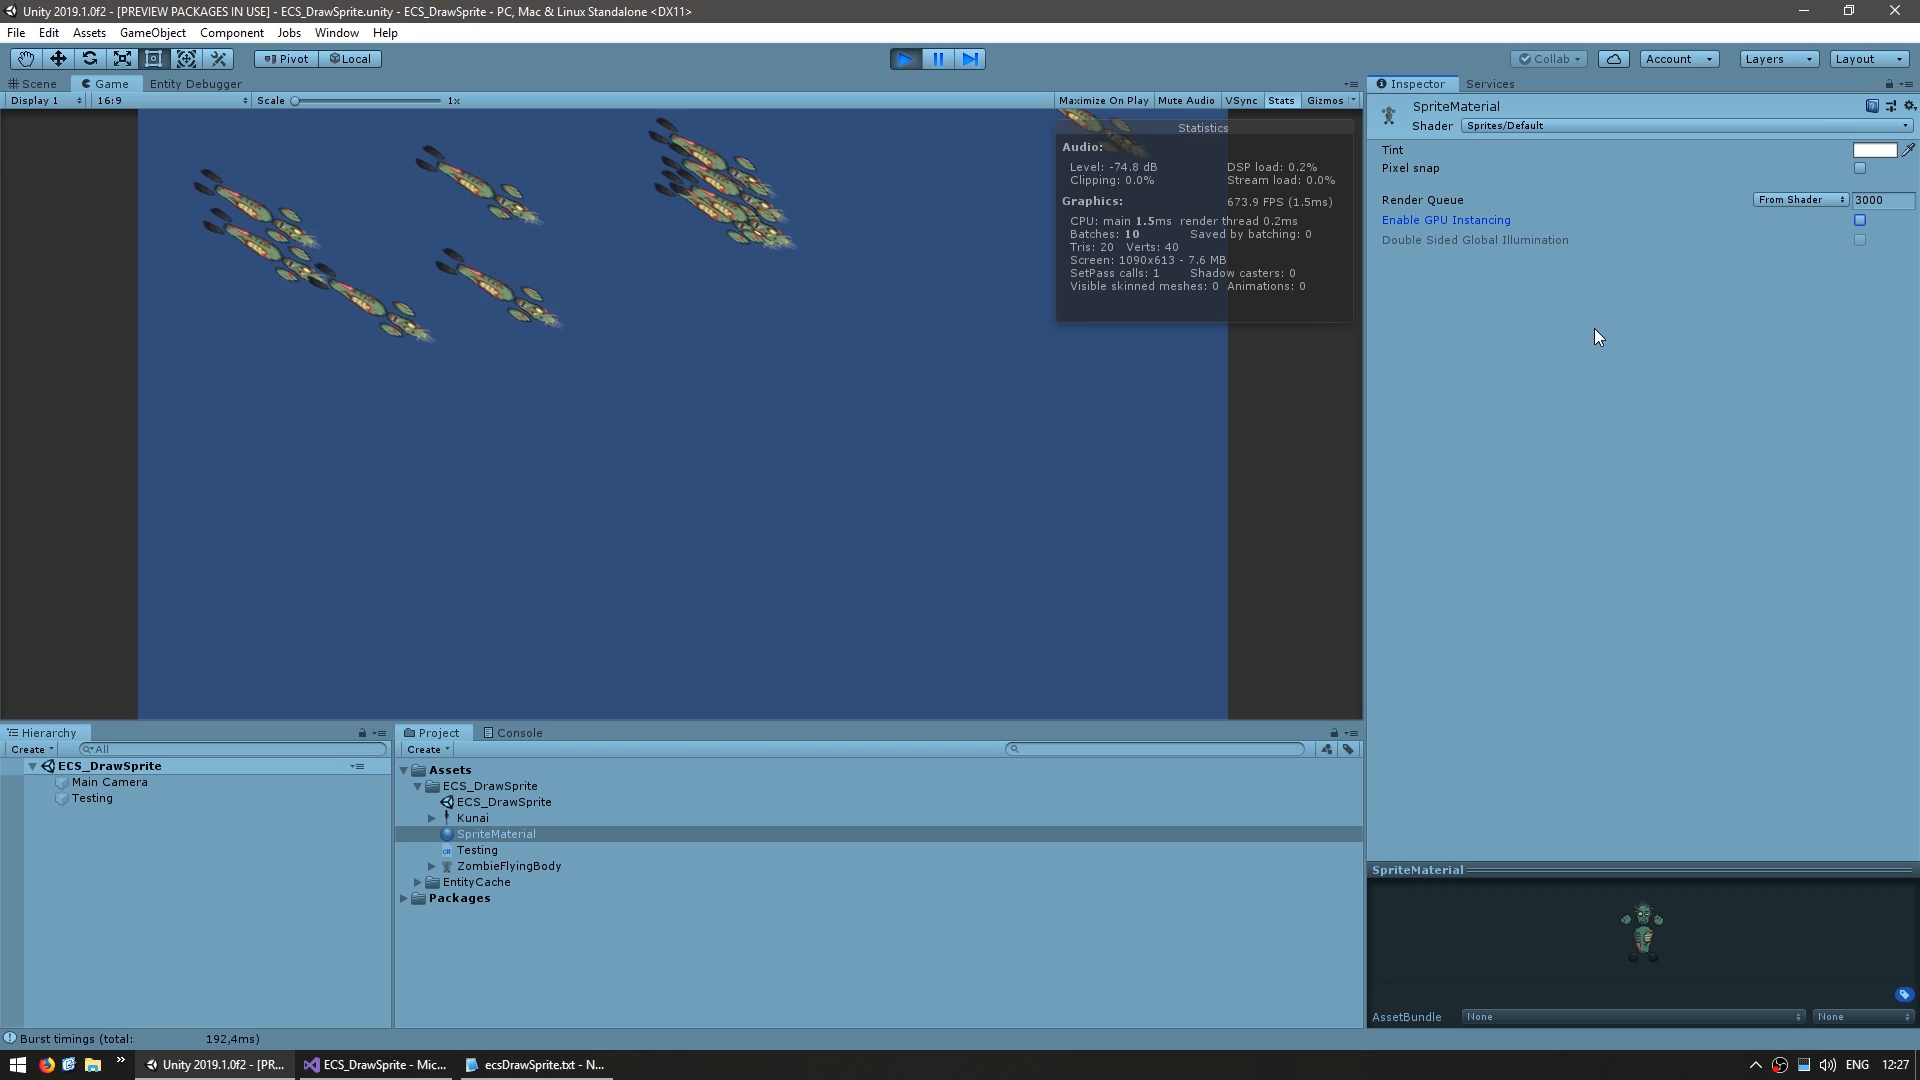 Unity 2019.1.0f2 - [PREVIEW PACKAGES IN USE] - ECS_DrawSprite.unity - ECS_DrawSprite - PC, Mac & Linux Standalone <DX11>
File Edit Assets GameObject Component Jobs Window Help
Pivot Local Collab Account Layers Layout
Scene Game Entity Debugger
Display 1 16:9 Scale 1x Maximize On Play Mute Audio VSync Stats Gizmos
Statistics
Audio:
Level: -74.8 dB DSP load: 0.2%
Clipping: 0.0% Stream load: 0.0%
Graphics: 673.9 FPS (1.5ms)
CPU: main 1.5ms render thread 0.2ms
Batches: 10 Saved by batching: 0
Tris: 20 Verts: 40
Screen: 1090x613 - 7.6 MB
SetPass calls: 1 Shadow casters: 0
Visible skinned meshes: 0 Animations: 0
Inspector Services
SpriteMaterial
Shader Sprites/Default
Tint
Pixel snap
Render Queue From Shader 3000
Enable GPU Instancing
Double Sided Global Illumination
Hierarchy
Create All
ECS_DrawSprite
Main Camera
Testing
Project Console
Create
Assets
ECS_DrawSprite
ECS_DrawSprite
Kunai
SpriteMaterial
Testing
ZombieFlyingBody
EntityCache
Packages
SpriteMaterial
AssetBundle None None
Burst timings (total: 192,4ms)
Unity 2019.1.0f2 - [PR... ECS_DrawSprite - Mic... ecsDrawSprite.txt - N... ENG 12:27